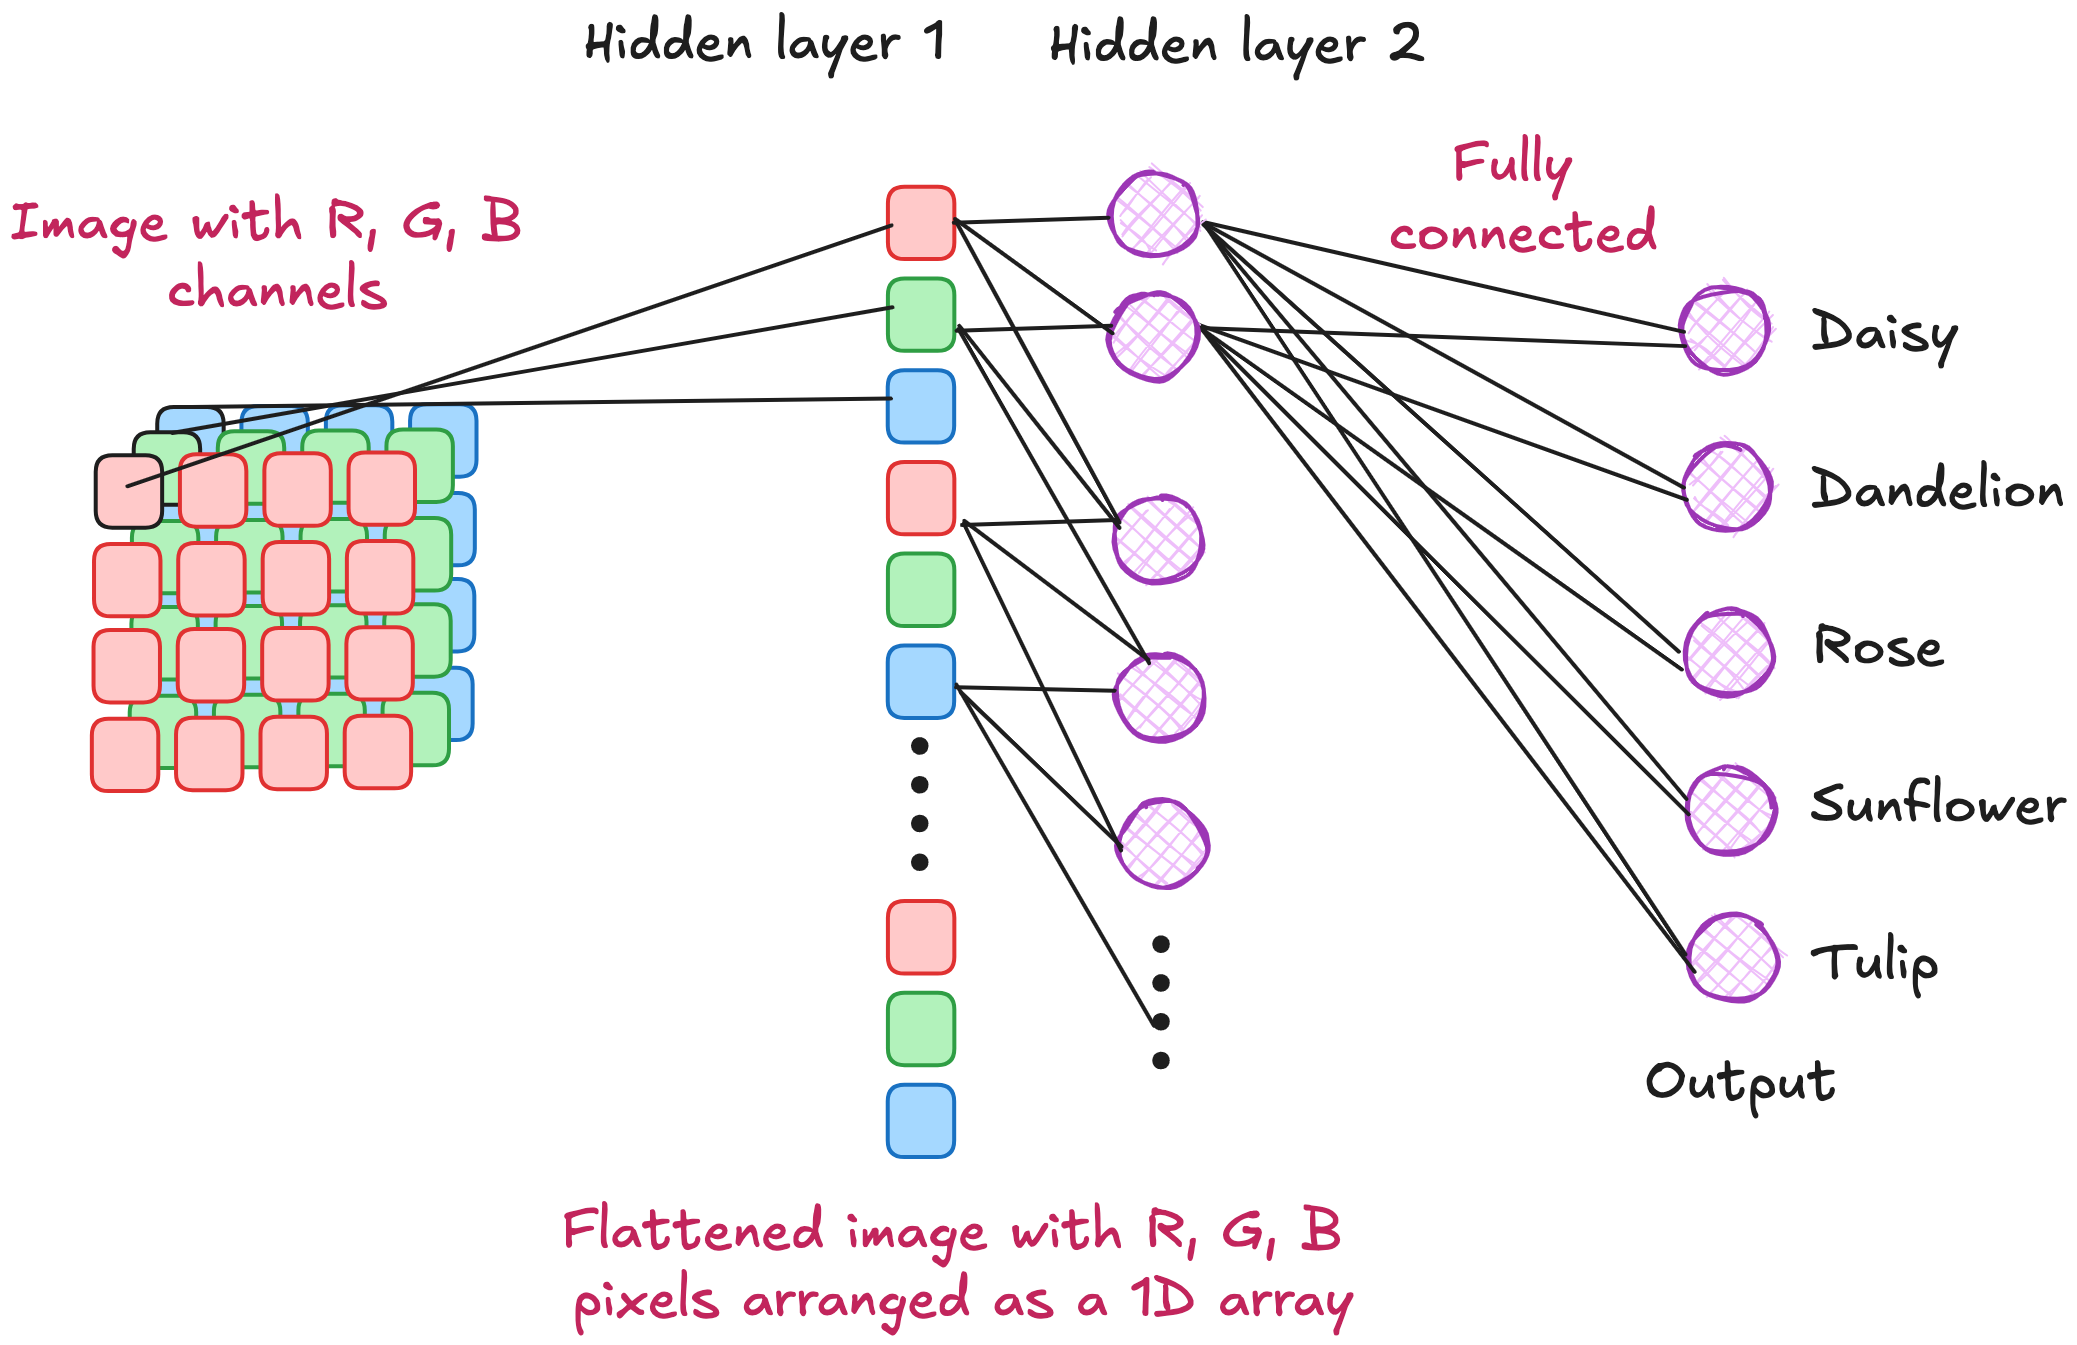 Hidden layer 1
Hidden layer 2
Image with R, G, B
channels
Fully
connected
Daisy
Dandelion
Rose
Sunflower
Tulip
Output
Flattened image with R, G, B
pixels arranged as a 1D array